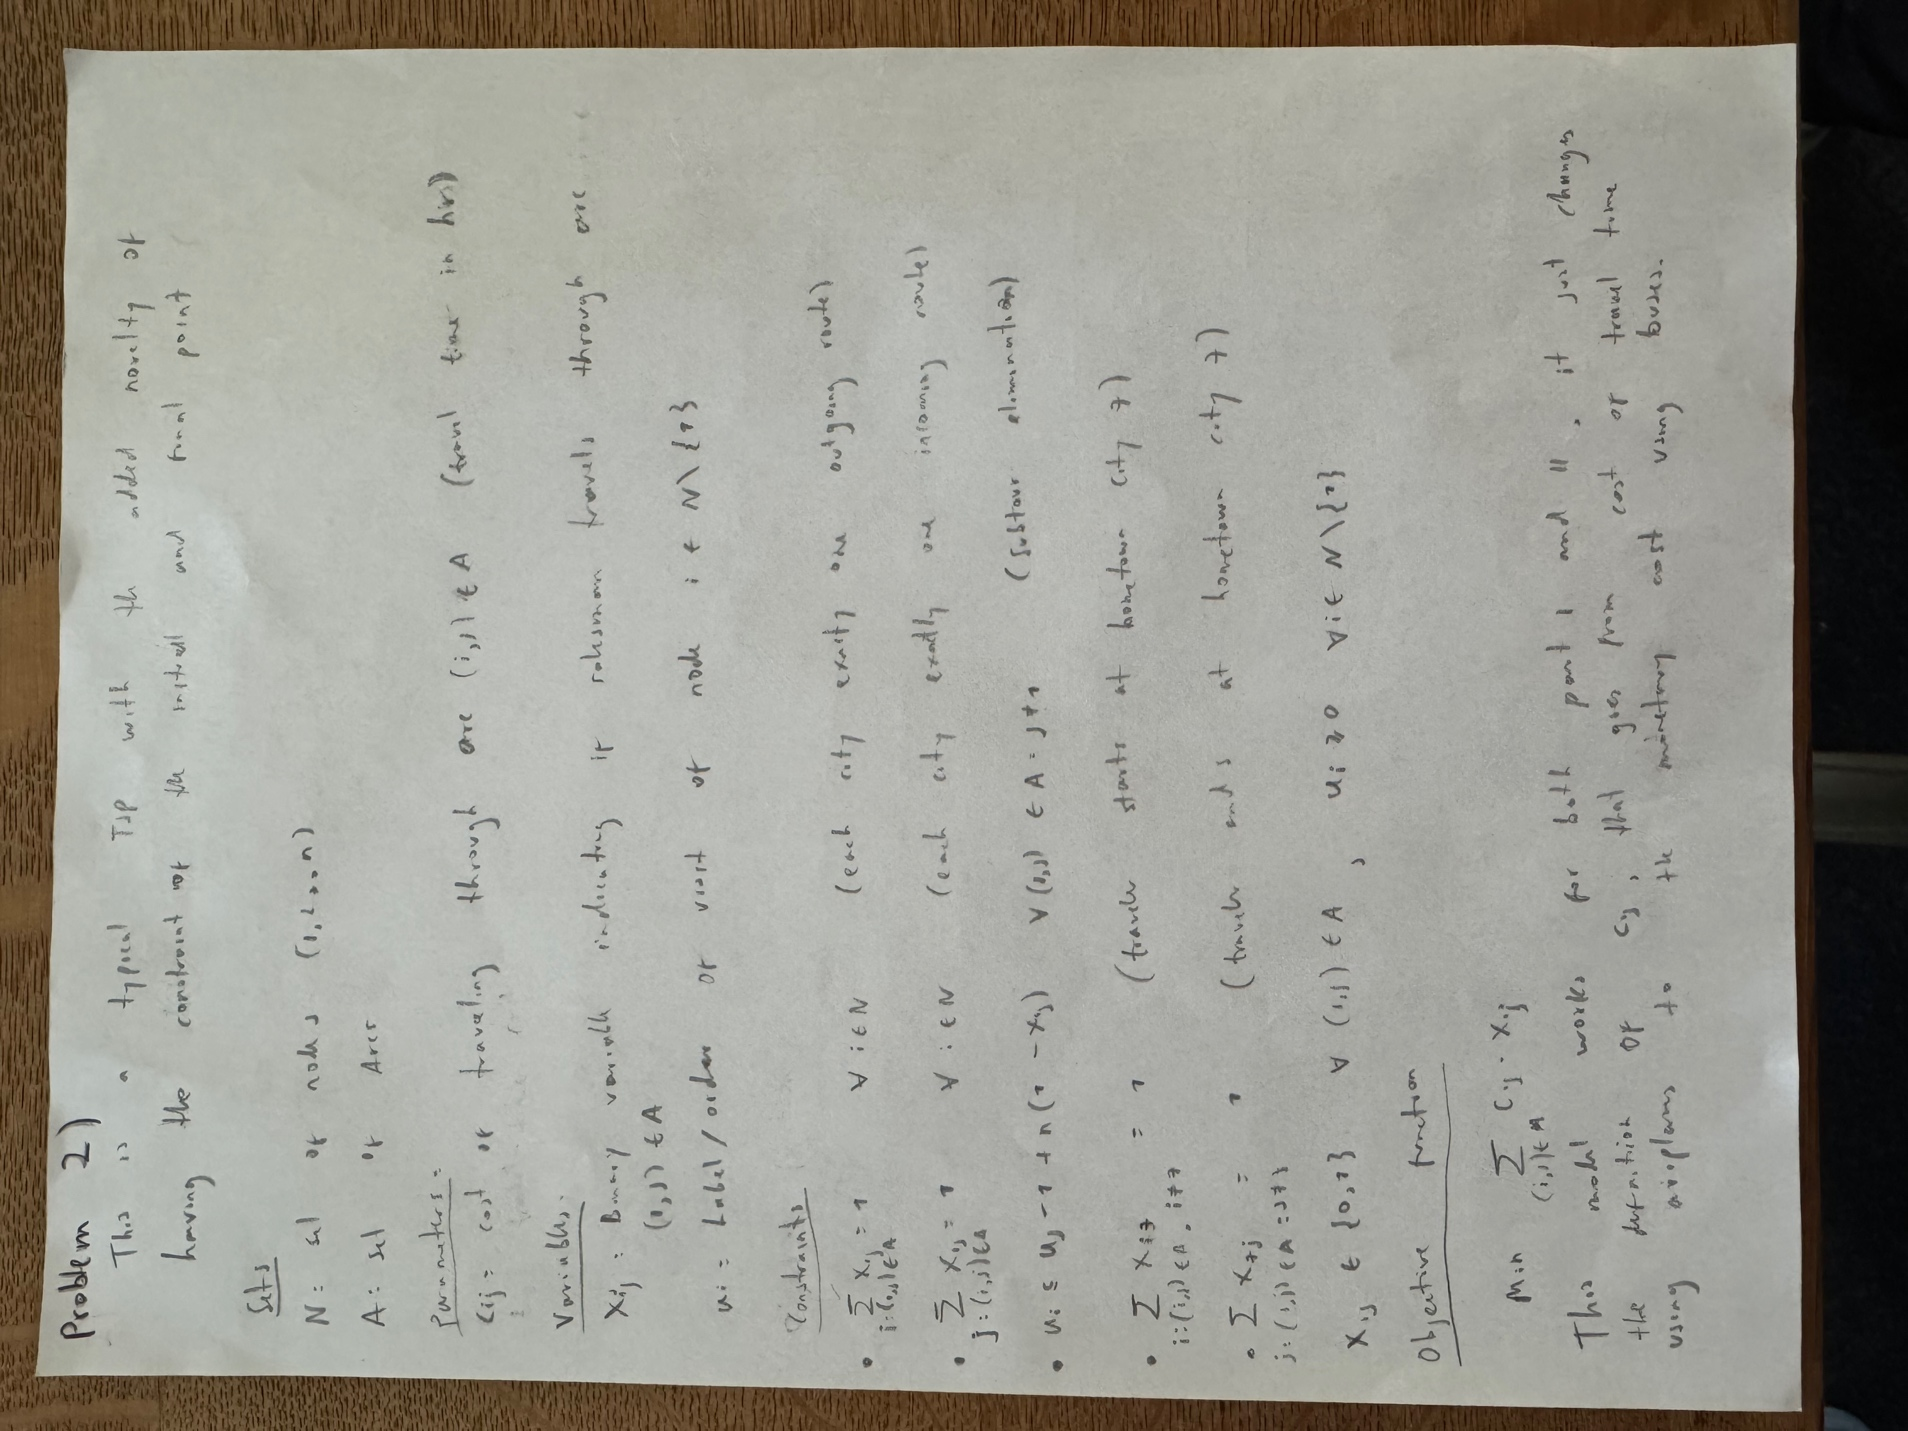 Problem 2)
This is a typical TSP with the added novelty of
having the constraint of the initial and final point
Sets
N: set of nodes (1,2,..,n)
A: set of Arcs
Parameters:
Cij = cost of traveling through arc (i,j) ∈ A (travel time in hrs)
Variables:
Xij : Binary variable indicating if salesman travels through arc
(i,j) ∈ A
ui = Label/order of visit of node i ∈ N\{1}
Constraints
• ∑ Xij = 1 ∀ i ∈ N (each city exactly one outgoing route)
i:(i,j)∈A
• ∑ Xij = 1 ∀ i ∈ N (each city exactly one incoming route)
j:(i,j)∈A
• ui ≤ uj - 1 + n(1 - Xij) ∀(i,j) ∈ A : j≠1 (subtour elimination)
• ∑ Xi7 = 1 (travels starts at hometown city 7)
i:(i,j)∈A, i≠7
• ∑ X7j = 1 (travels ends at hometown city 7)
j:(i,j)∈A:j≠7
Xij ∈ {0,1} ∀ (i,j) ∈ A , ui ≥ 0 ∀i ∈ N\{1}
Objective function
Min ∑ Cij · Xij
(i,j)∈A
This model works for both part I and II, it just changes
the definition of Cij, that goes from cost of travel time
using airplans to the monetary cost using buses.